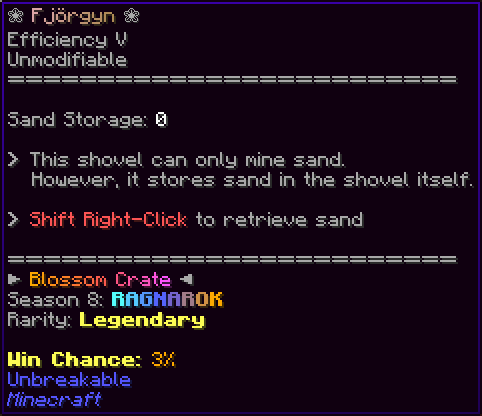 ❀ Fjörgyn ❀
Efficiency V
Unmodifiable
============================
Sand Storage: 0
> This shovel can only mine sand.
However, it stores sand in the shovel itself.
> Shift Right-Click to retrieve sand
============================
► Blossom Crate ◄
Season 8: RAGNAROK
Rarity: Legendary
Win Chance: 3%
Unbreakable
Minecraft